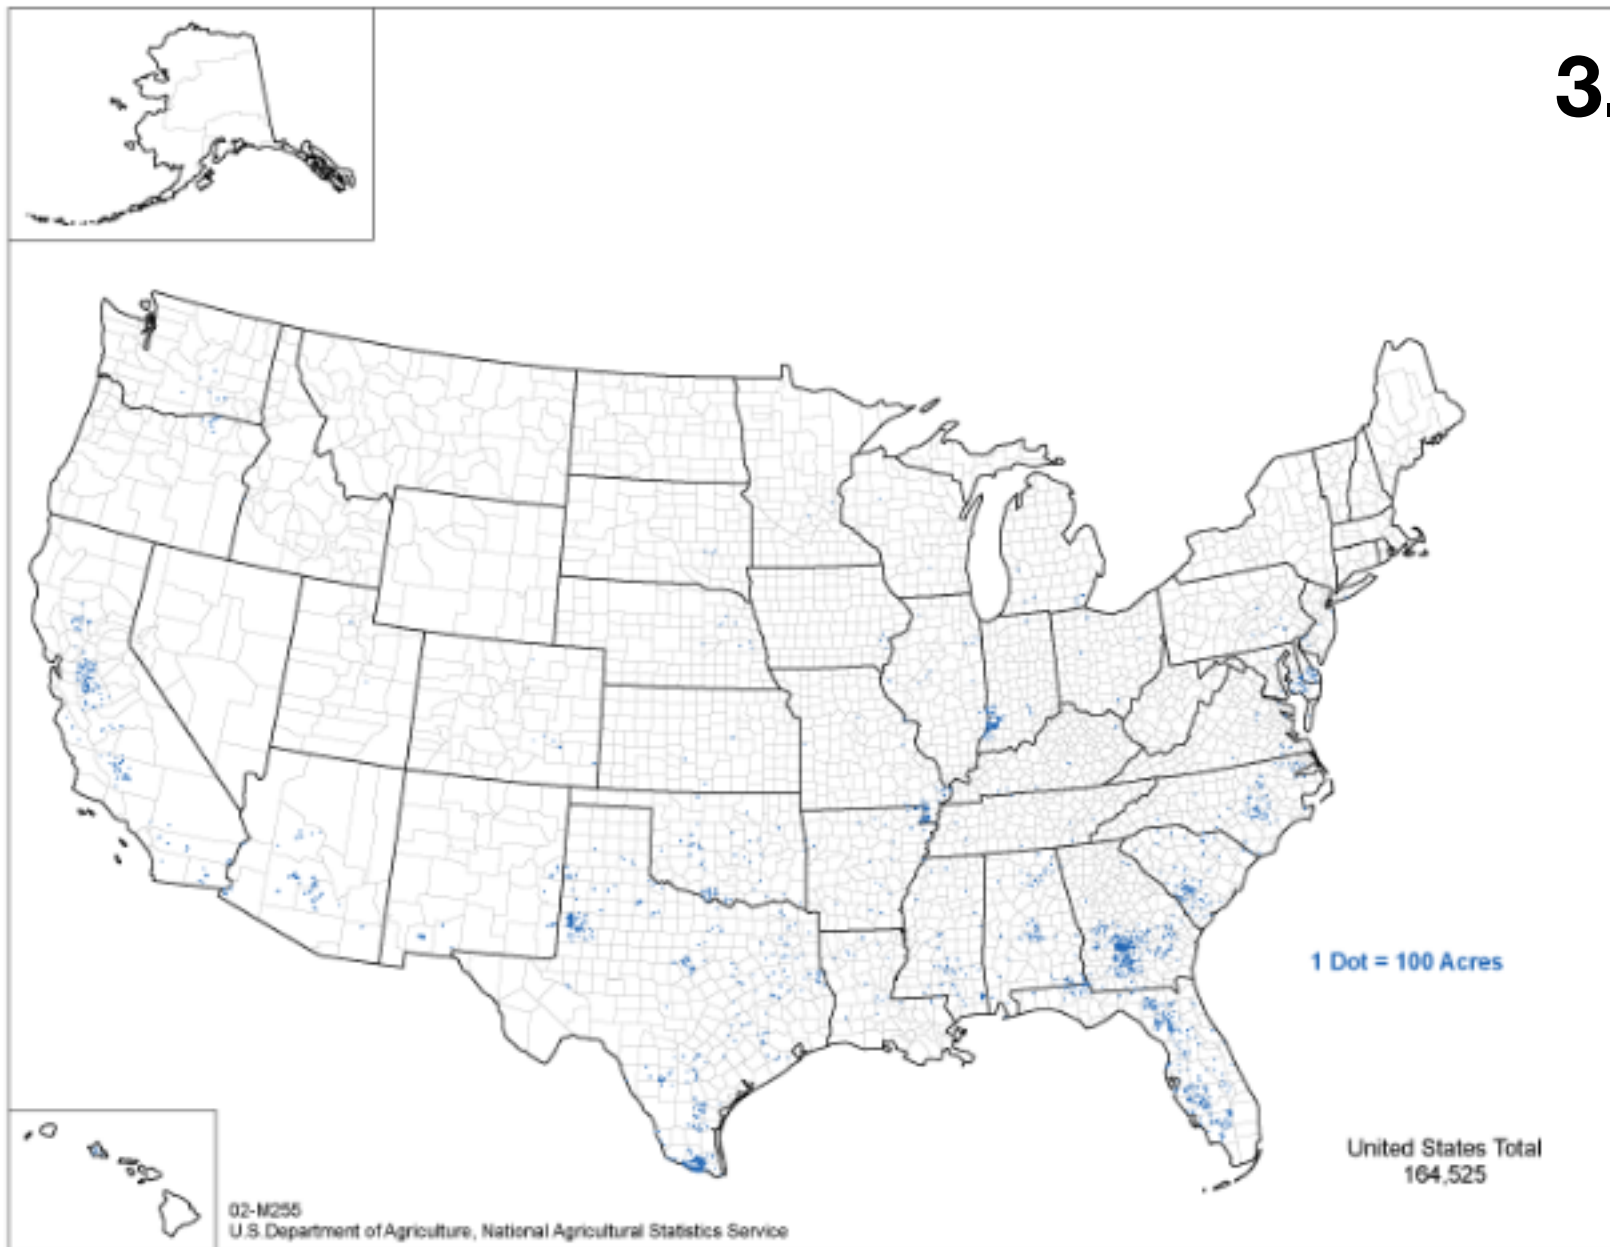 3.
1 Dot = 100 Acres
United States Total
164,525
02-M255
U.S. Department of Agriculture, National Agricultural Statistics Service